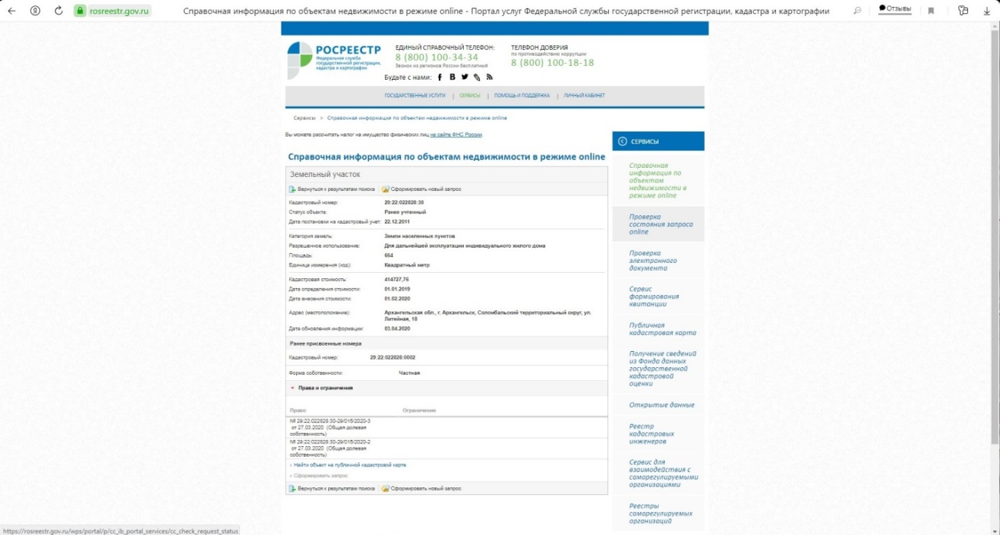 rosreestr.gov.ru
Справочная информация по объектам недвижимости в режиме online - Портал услуг Федеральной службы государственной регистрации, кадастра и картографии
Отзывы
РОСРЕЕСТР
Федеральная служба
государственной регистрации,
кадастра и картографии
ЕДИНЫЙ СПРАВОЧНЫЙ ТЕЛЕФОН:
8 (800) 100-34-34
Звонок из регионов России бесплатный
ТЕЛЕФОН ДОВЕРИЯ
по противодействию коррупции
8 (800) 100-18-18
Будьте с нами:
ГОСУДАРСТВЕННЫЕ УСЛУГИ | СЕРВИСЫ | ПОМОЩЬ И ПОДДЕРЖКА | ЛИЧНЫЙ КАБИНЕТ
Сервисы > Справочная информация по объектам недвижимости в режиме online
Вы можете рассчитать налог на имущество физических лиц на сайте ФНС России.
Справочная информация по объектам недвижимости в режиме online
Земельный участок
Вернуться к результатам поиска | Сформировать новый запрос
Кадастровый номер: 29:22:022828:30
Статус объекта: Ранее учтенный
Дата постановки на кадастровый учет: 22.12.2011
Категория земель: Земли населенных пунктов
Разрешенное использование: Для дальнейшей эксплуатации индивидуального жилого дома
Площадь: 664
Единица измерения (код): Квадратный метр
Кадастровая стоимость: 414727,76
Дата определения стоимости: 01.01.2019
Дата внесения стоимости: 01.02.2020
Адрес (местоположение): Архангельская обл., г. Архангельск, Соломбальский территориальный округ, ул.
Литейная, 18
Дата обновления информации: 03.04.2020
Ранее присвоенные номера
Кадастровый номер: 29:22:022828:0002
Форма собственности: Частная
Права и ограничения
Право Ограничение
№ 29:22:022828:30-29/015/2020-3
от 27.03.2020 (Общая долевая
собственность)
№ 29:22:022828:30-29/015/2020-2
от 27.03.2020 (Общая долевая
собственность)
Найти объект на публичной кадастровой карте
Сформировать запрос
Вернуться к результатам поиска | Сформировать новый запрос
СЕРВИСЫ
Справочная
информация по
объектам
недвижимости в
режиме online
Проверка
состояния запроса
online
Проверка
электронного
документа
Сервис
формирования
квитанции
Публичная
кадастровая карта
Получение сведений
из Фонда данных
государственной
кадастровой
оценки
Открытые данные
Реестр
кадастровых
инженеров
Сервис для
взаимодействия с
саморегулируемыми
организациями
Реестры
саморегулируемых
организаций
https://rosreestr.gov.ru/wps/portal/p/cc_ib_portal_services/cc_check_request_status